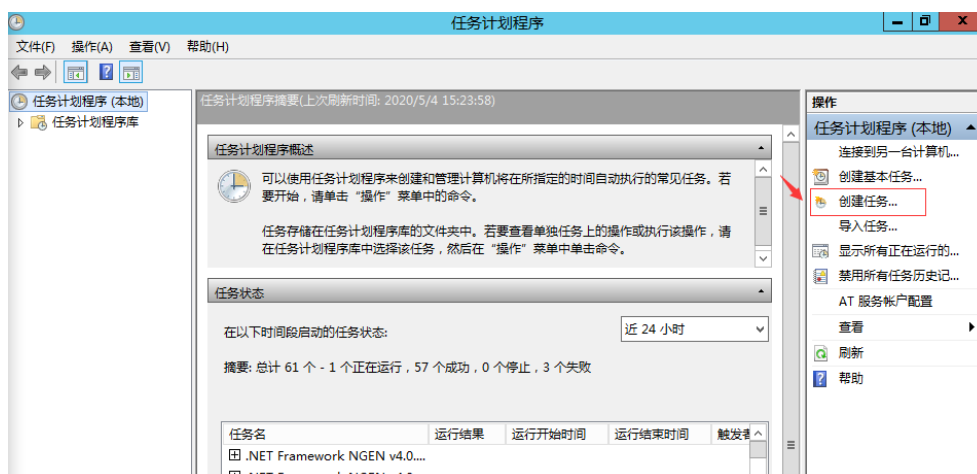 任务计划程序
文件(F) 操作(A) 查看(V) 帮助(H)
任务计划程序 (本地)
任务计划程序库
任务计划程序摘要(上次刷新时间: 2020/5/4 15:23:58)
任务计划程序概述
可以使用任务计划程序来创建和管理计算机将在所指定的时间自动执行的常见任务。若
要开始，请单击“操作”菜单中的命令。
任务存储在任务计划程序库的文件夹中。若要查看单独任务上的操作或执行该操作，请
在任务计划程序库中选择该任务，然后在“操作”菜单中单击命令。
任务状态
在以下时间段启动的任务状态:
近 24 小时
摘要: 总计 61 个 - 1 个正在运行，57 个成功，0 个停止，3 个失败
任务名 运行结果 运行开始时间 运行结束时间 触发者
.NET Framework NGEN v4.0....
操作
任务计划程序 (本地)
连接到另一台计算机...
创建基本任务...
创建任务...
导入任务...
显示所有正在运行的...
禁用所有任务历史记...
AT 服务帐户配置
查看
刷新
帮助